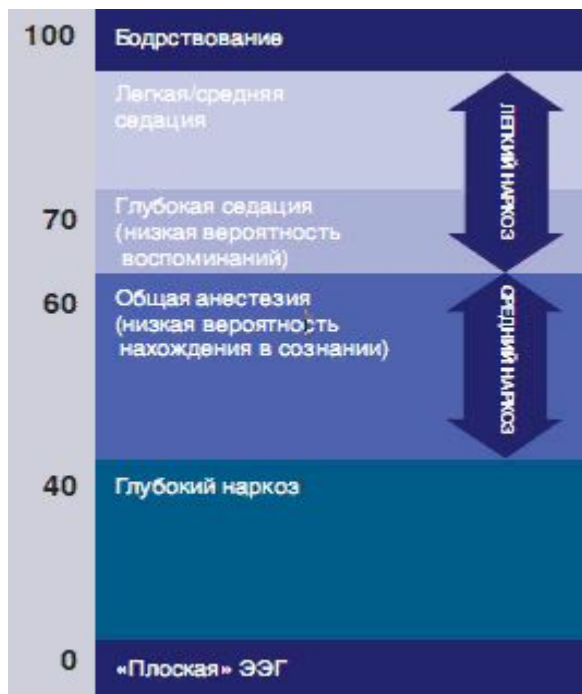 100 Бодрствование
Легкая/средняя
седация
70 Глубокая седация
(низкая вероятность
воспоминаний)
ЛЕГКИЙ НАРКОЗ
60 Общая анестезия
(низкая вероятность
нахождения в сознании)
СРЕДНИЙ НАРКОЗ
40 Глубокий наркоз
0 «Плоская» ЭЭГ